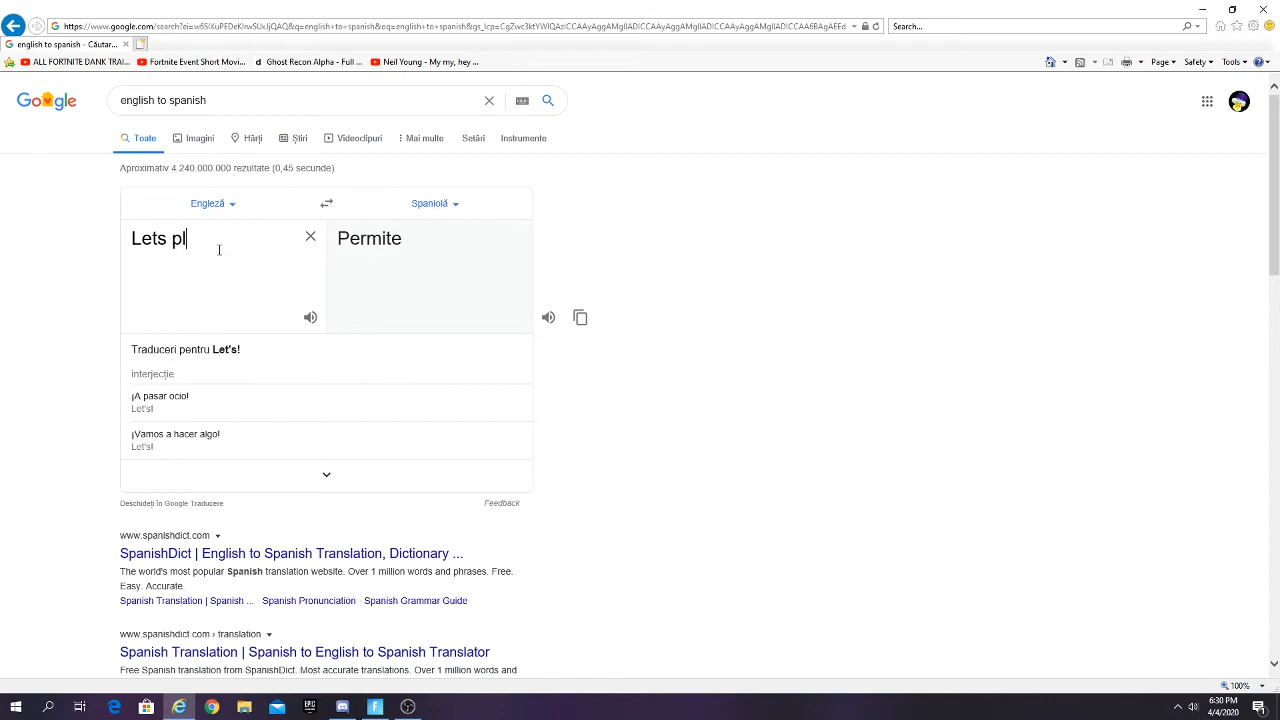 https://www.google.com/search?ei=w6SIXuPEDeKIrwSUxJjQAQ&q=english+to+spanish&oq=english+to+spanish&gs_lcp=CgZwc3ktYWIQAzICCAAyAggAMgIIADICCAAyAggAMgIIADICCAAyAggAMgIIADICCAA6BAgAEEd
Search...
english to spanish - Căutar...
ALL FORTNITE DANK TRAI... Fortnite Event Short Movi... Ghost Recon Alpha - Full ... Neil Young - My my, hey ...
Page Safety Tools
Google
english to spanish
Toate Imagini Hărți Știri Videoclipuri Mai multe Setări Instrumente
Aproximativ 4.240.000.000 rezultate (0,45 secunde)
Engleză Spaniolă
Lets pl Permite
Traduceri pentru Let's!
interjecție
¡A pasar ocio!
Let's!
¡Vamos a hacer algo!
Let's!
Deschideți în Google Traducere Feedback
www.spanishdict.com
SpanishDict | English to Spanish Translation, Dictionary ...
The world's most popular Spanish translation website. Over 1 million words and phrases. Free.
Easy. Accurate.
Spanish Translation | Spanish ... · Spanish Pronunciation · Spanish Grammar Guide
www.spanishdict.com › translation
Spanish Translation | Spanish to English to Spanish Translator
Free Spanish translation from SpanishDict. Most accurate translations. Over 1 million words and
100%
6:30 PM
4/4/2020